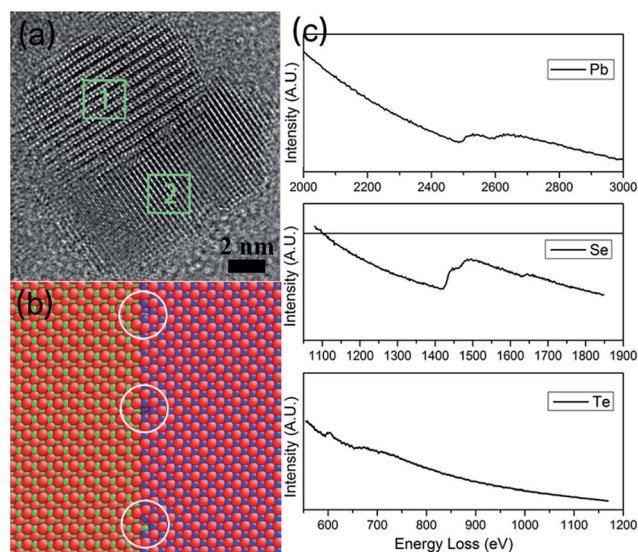 (a)
1
2
2 nm
(b)
(c)
Intensity (A.U.)
Pb
2000 2200 2400 2600 2800 3000
Intensity (A.U.)
Se
1100 1200 1300 1400 1500 1600 1700 1800 1900
Intensity (A.U.)
Te
600 700 800 900 1000 1100 1200
Energy Loss (eV)